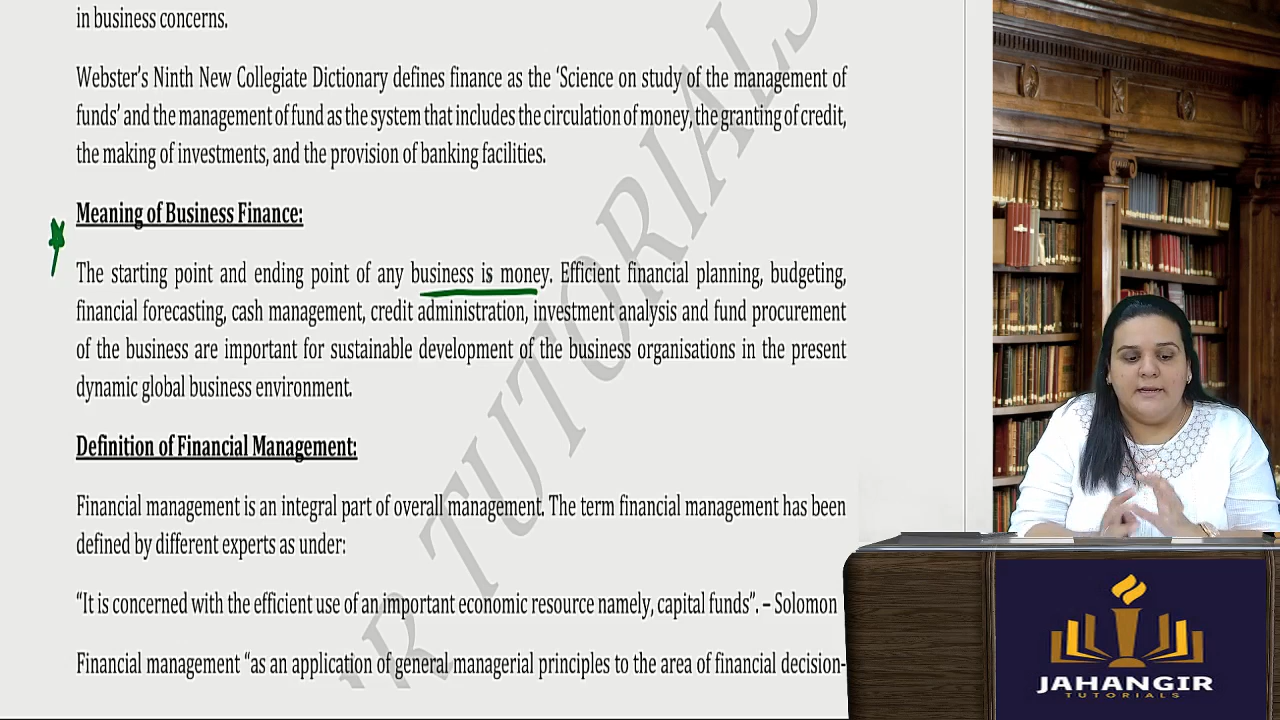 in business concerns.
Webster's Ninth New Collegiate Dictionary defines finance as the 'Science on study of the management of
funds' and the management of fund as the system that includes the circulation of money, the granting of credit,
the making of investments, and the provision of banking facilities.
Meaning of Business Finance:
The starting point and ending point of any business is money. Efficient financial planning, budgeting,
financial forecasting, cash management, credit administration, investment analysis and fund procurement
of the business are important for sustainable development of the business organisations in the present
dynamic global business environment.
Definition of Financial Management:
Financial management is an integral part of overall management. The term financial management has been
defined by different experts as under:
“It is concerned with the efficient use of an important economic resource namely, capital funds”. – Solomon
Financial management “as an application of general managerial principles to the area of financial decision-
R TUTORIALS
JAHANGIR
TUTORIALS